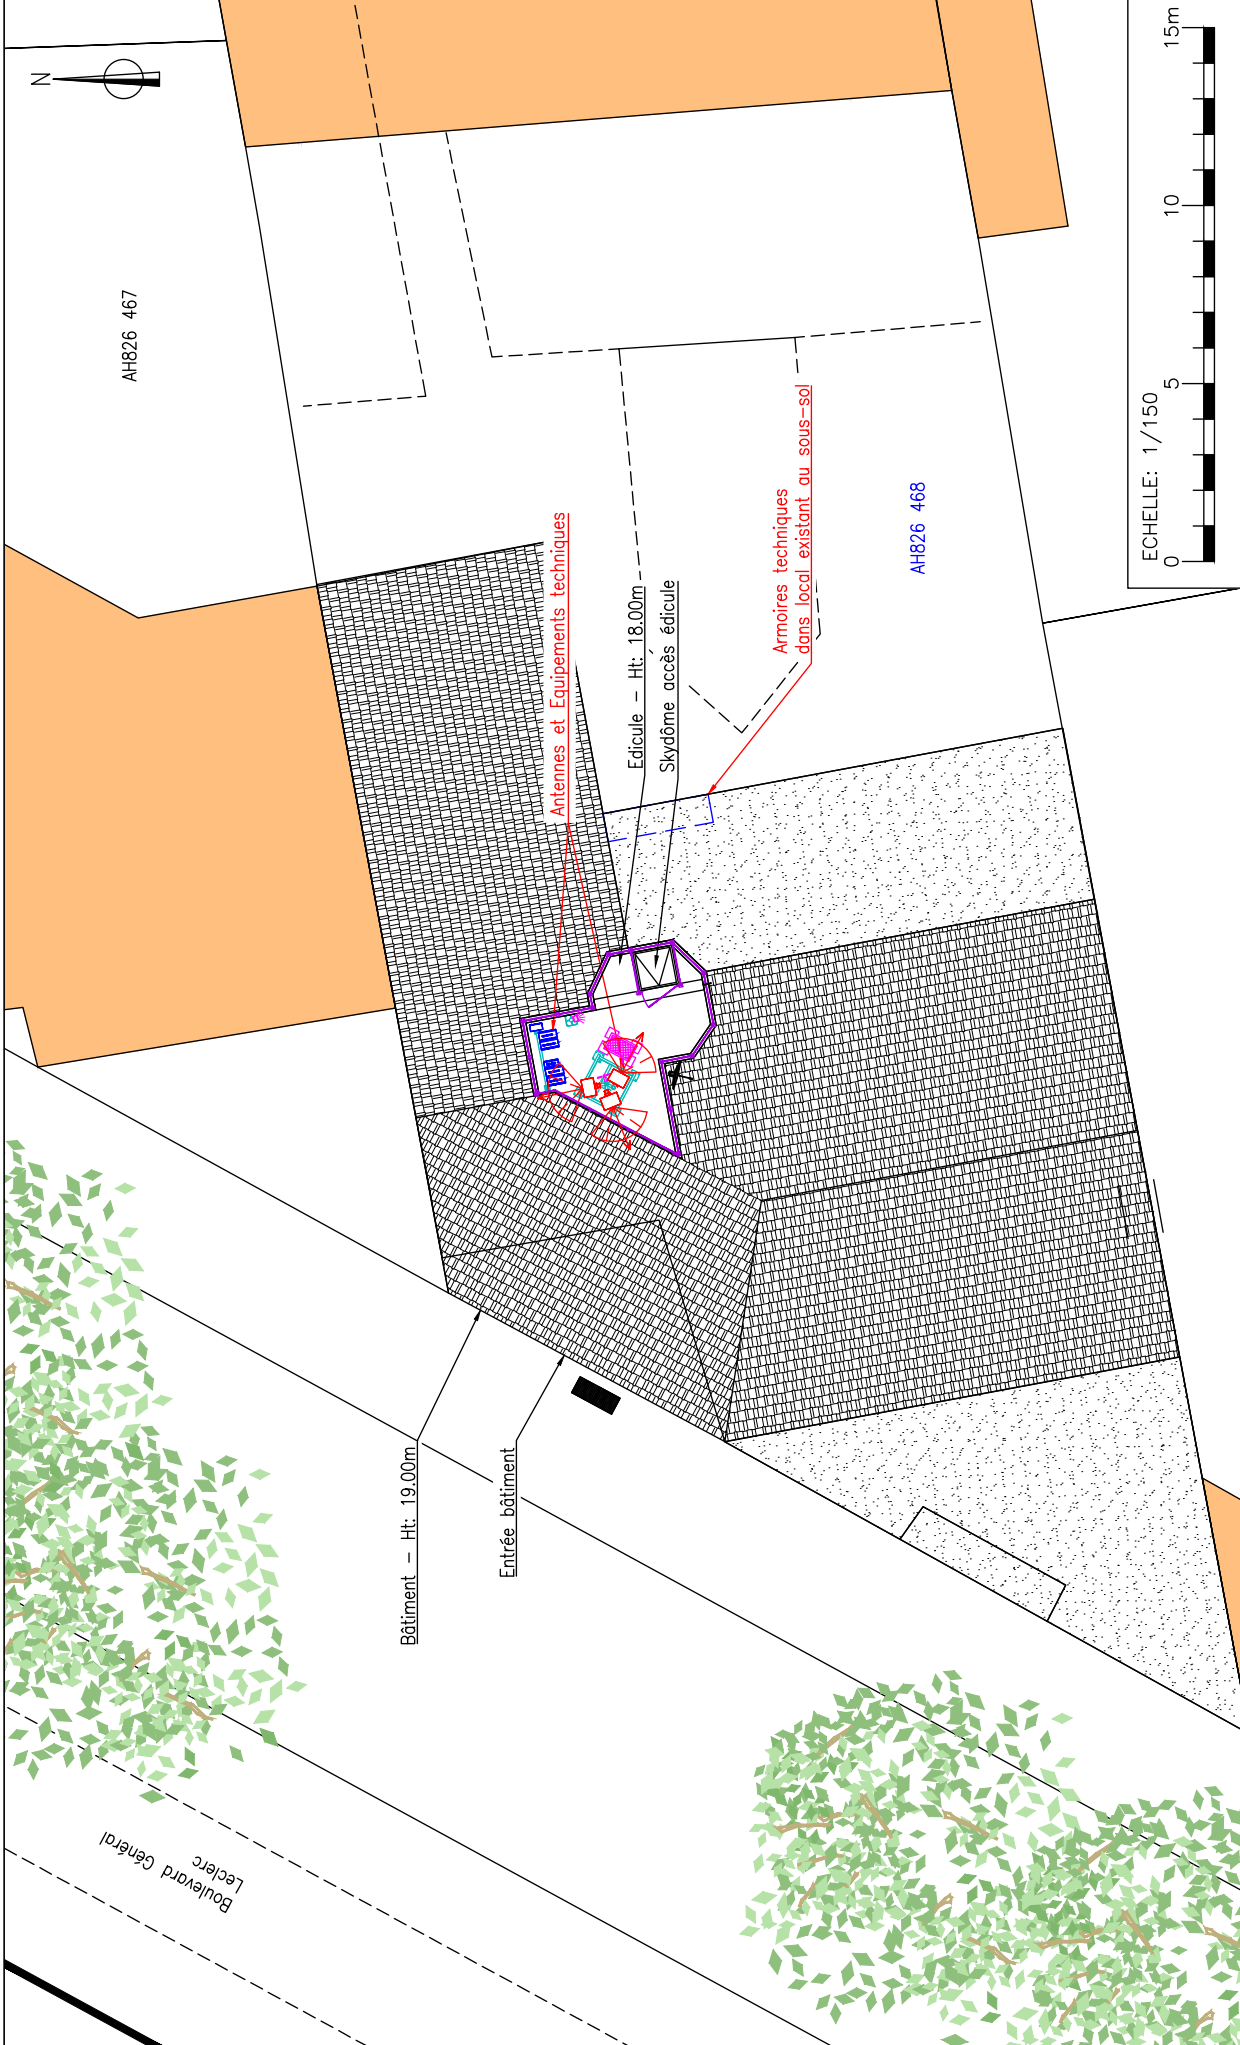 N
AH826 467
Antennes et Equipements techniques
Edicule – Ht: 18.00m
Skydôme accès édicule
Armoires techniques
dans local existant au sous-sol
AH826 468
Bâtiment – Ht: 19.00m
Entrée bâtiment
Boulevard Général
Leclerc
ECHELLE: 1/150
0 5 10 15m